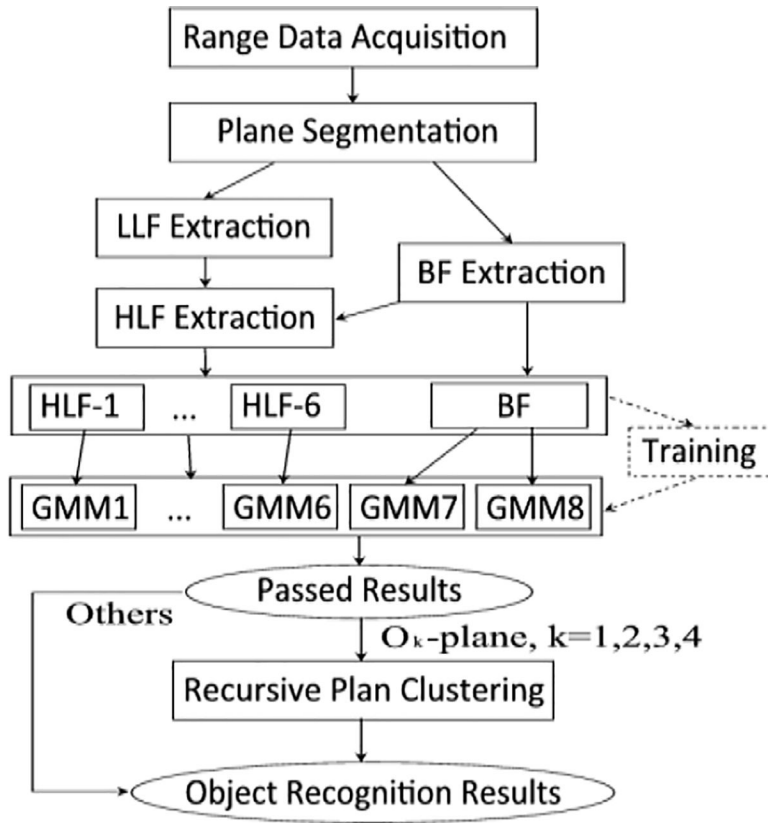 Range Data Acquisition
Plane Segmentation
LLF Extraction
BF Extraction
HLF Extraction
HLF-1 ... HLF-6 BF
Training
GMM1 ... GMM6 GMM7 GMM8
Passed Results
Others
Ok-plane, k=1,2,3,4
Recursive Plan Clustering
Object Recognition Results